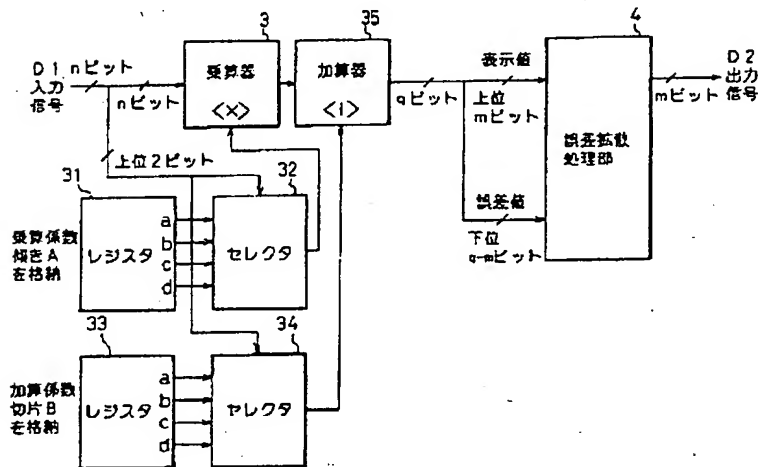 3
35
4
D1 nビット
入力
信号
nビット
乗算器
<×>
加算器
<I>
qビット
表示値
上位
mビット
誤差拡散
処理部
D2
出力
信号
mビット
上位2ビット
誤差値
下位
q-mビット
31
32
乗算係数
傾きA
を格納
レジスタ
a
b
c
d
セレクタ
33
34
加算係数
切片B
を格納
レジスタ
a
b
c
d
セレクタ